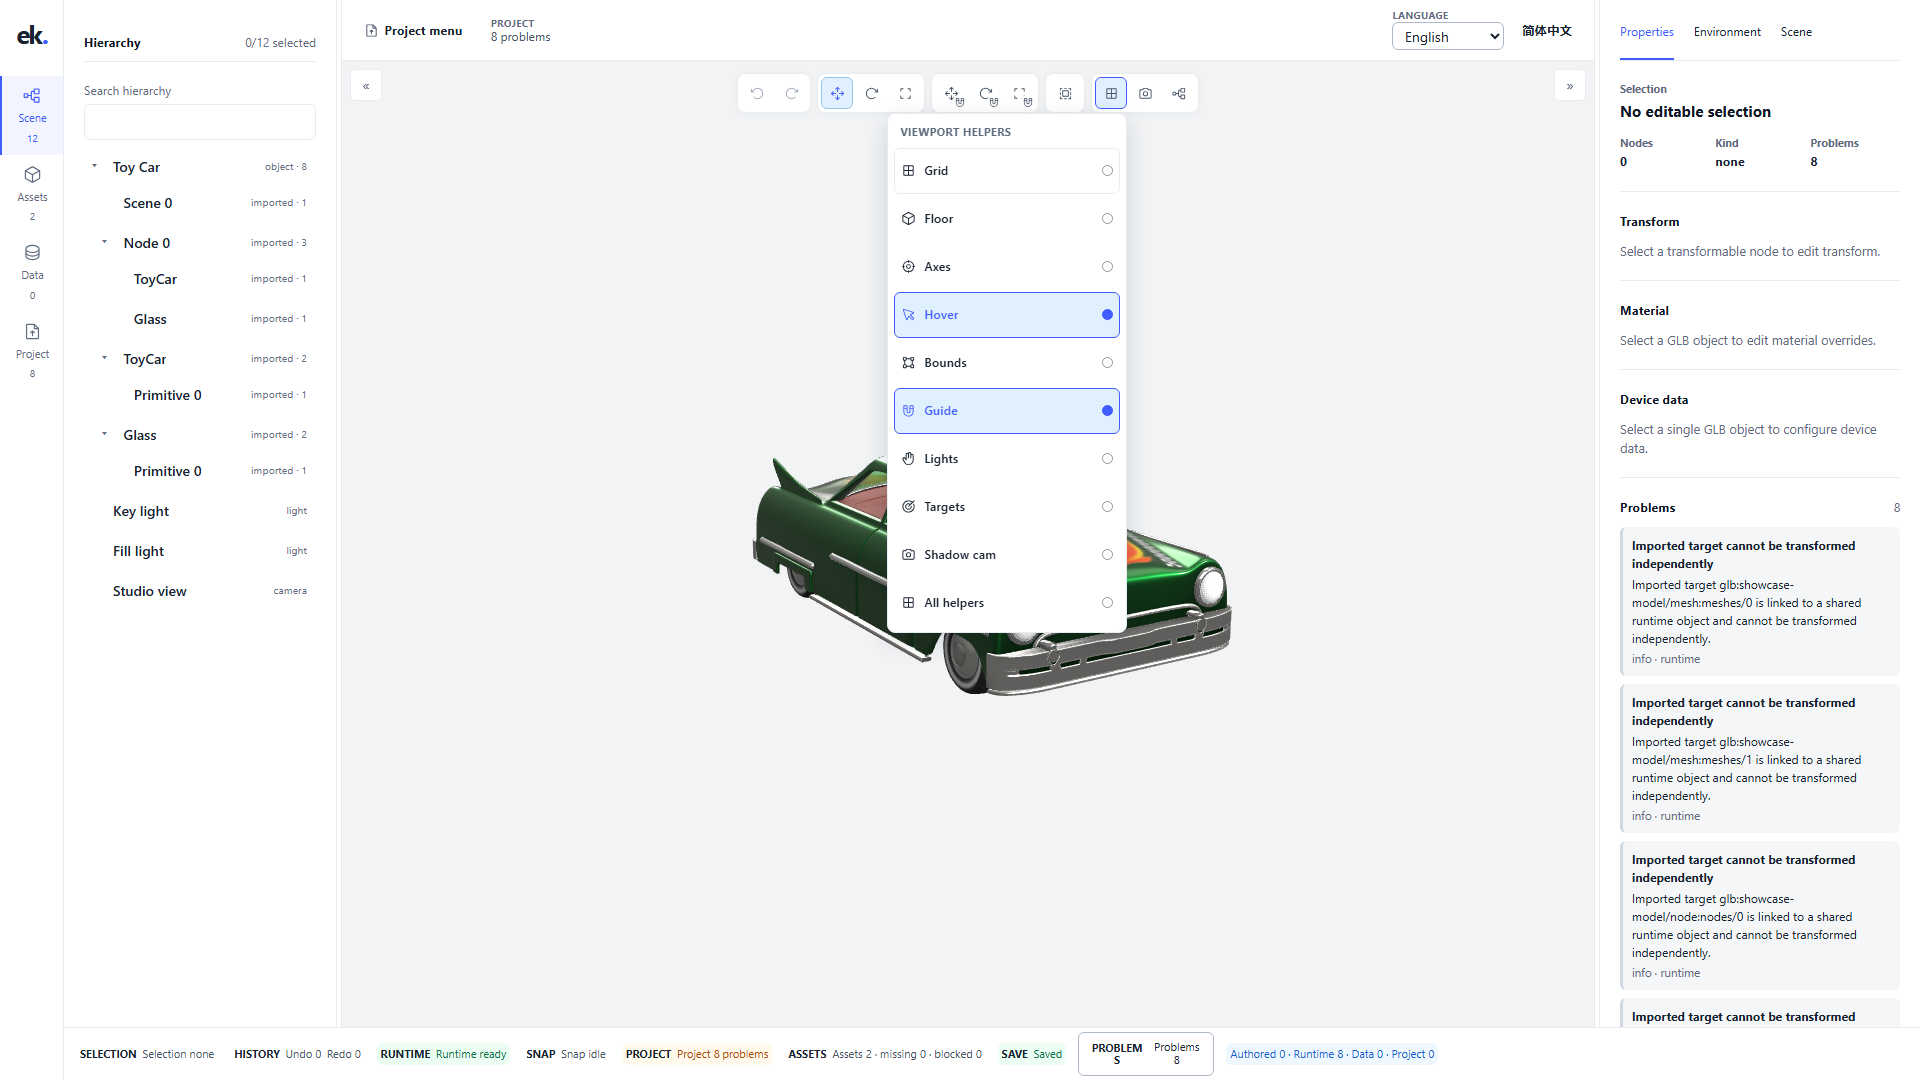 ek.
Scene
12
Assets
2
Data
0
Project
8
Hierarchy
0/12 selected
Search hierarchy
Toy Car
object · 8
Scene 0
imported · 1
Node 0
imported · 3
ToyCar
imported · 1
Glass
imported · 1
ToyCar
imported · 2
Primitive 0
imported · 1
Glass
imported · 2
Primitive 0
imported · 1
Key light
light
Fill light
light
Studio view
camera
Project menu
PROJECT
8 problems
LANGUAGE
English
简体中文
«
»
VIEWPORT HELPERS
Grid
Floor
Axes
Hover
Bounds
Guide
Lights
Targets
Shadow cam
All helpers
Properties
Environment
Scene
Selection
No editable selection
Nodes
Kind
Problems
0
none
8
Transform
Select a transformable node to edit transform.
Material
Select a GLB object to edit material overrides.
Device data
Select a single GLB object to configure device
data.
Problems
8
Imported target cannot be transformed
independently
Imported target glb:showcase-
model/mesh:meshes/0 is linked to a shared
runtime object and cannot be transformed
independently.
info · runtime
Imported target cannot be transformed
independently
Imported target glb:showcase-
model/mesh:meshes/1 is linked to a shared
runtime object and cannot be transformed
independently.
info · runtime
Imported target cannot be transformed
independently
Imported target glb:showcase-
model/node:nodes/0 is linked to a shared
runtime object and cannot be transformed
independently.
info · runtime
Imported target cannot be transformed
SELECTION Selection none
HISTORY Undo 0 Redo 0
RUNTIME Runtime ready
SNAP Snap idle
PROJECT Project 8 problems
ASSETS Assets 2 · missing 0 · blocked 0
SAVE Saved
PROBLEM
S
Problems
8
Authored 0 · Runtime 8 · Data 0 · Project 0